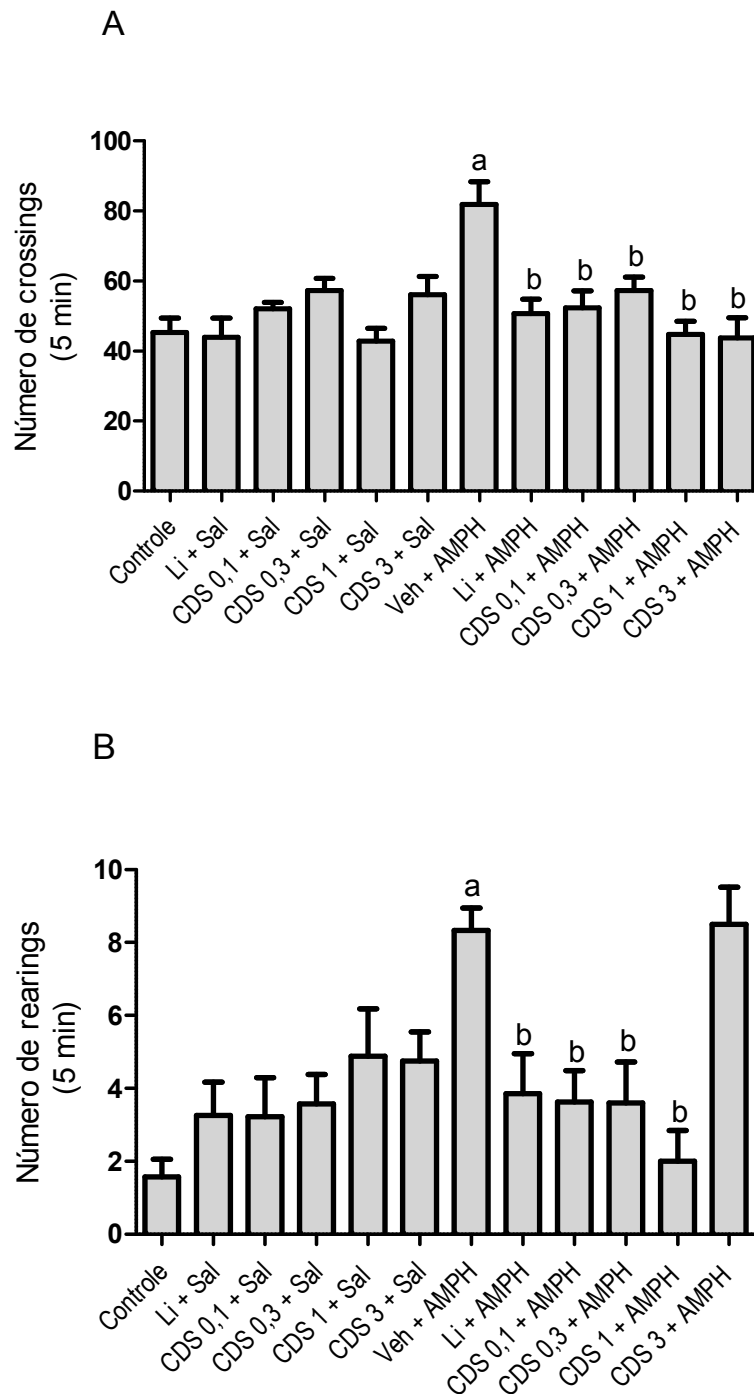 A
Número de crossings
(5 min)
100
80
60
40
20
0
a
b
b
b
b
b
Controle
Li + Sal
CDS 0,1 + Sal
CDS 0,3 + Sal
CDS 1 + Sal
CDS 3 + Sal
Veh + AMPH
Li + AMPH
CDS 0,1 + AMPH
CDS 0,3 + AMPH
CDS 1 + AMPH
CDS 3 + AMPH
B
Número de rearings
(5 min)
10
8
6
4
2
0
a
b
b
b
b
Controle
Li + Sal
CDS 0,1 + Sal
CDS 0,3 + Sal
CDS 1 + Sal
CDS 3 + Sal
Veh + AMPH
Li + AMPH
CDS 0,1 + AMPH
CDS 0,3 + AMPH
CDS 1 + AMPH
CDS 3 + AMPH